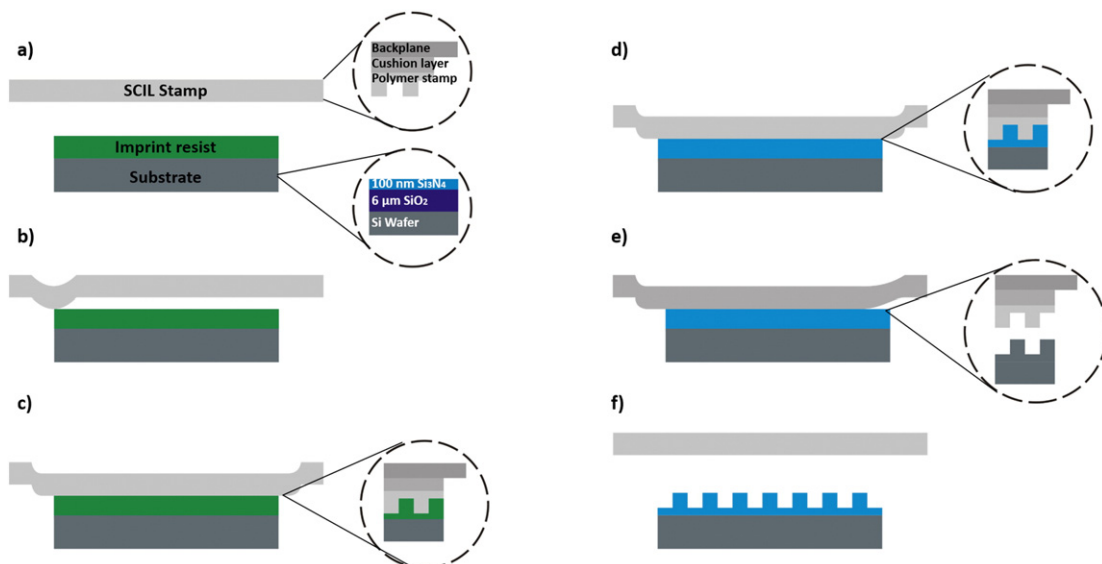 a)
Backplane
Cushion layer
Polymer stamp
SCIL Stamp
Imprint resist
Substrate
100 nm Si₃N₄
6 µm SiO₂
Si Wafer
b)
c)
d)
e)
f)